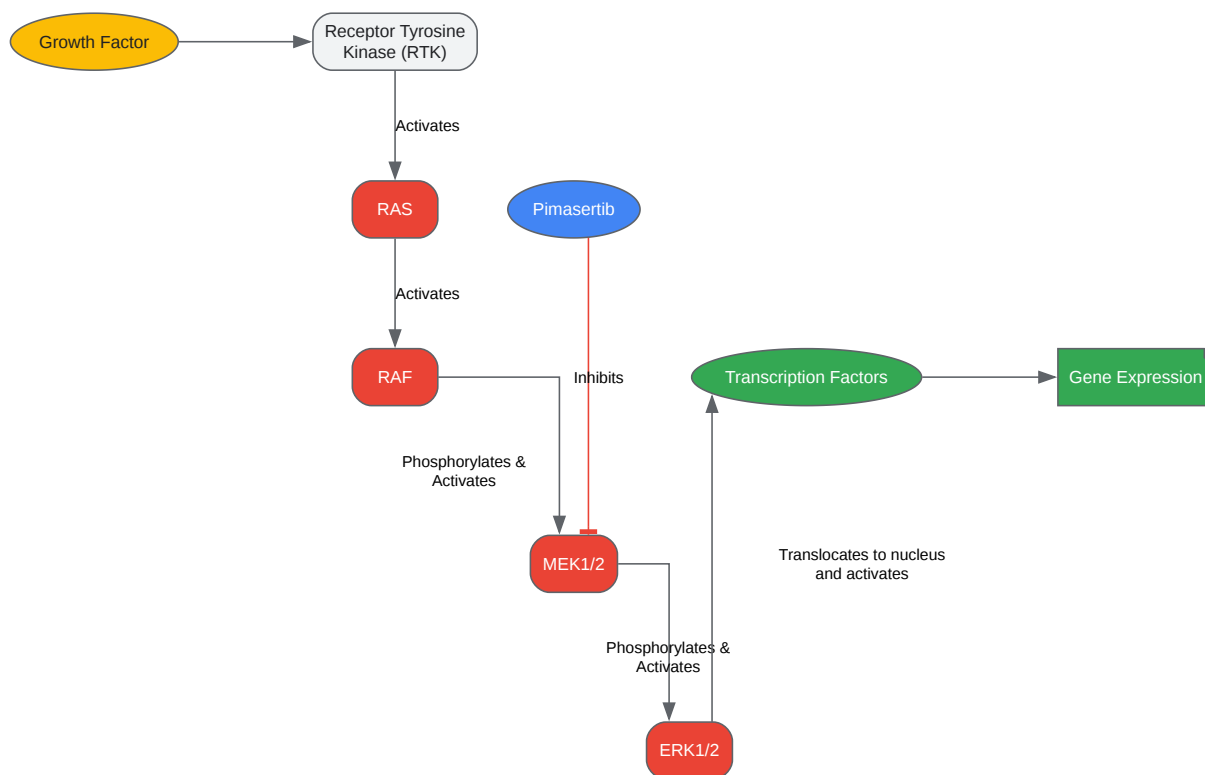 Growth Factor
Receptor Tyrosine
Kinase (RTK)
Activates
RAS
Pimasertib
Activates
RAF
Inhibits
Transcription Factors
Gene Expression
Phosphorylates &
Activates
Translocates to nucleus
and activates
MEK1/2
Phosphorylates &
Activates
ERK1/2